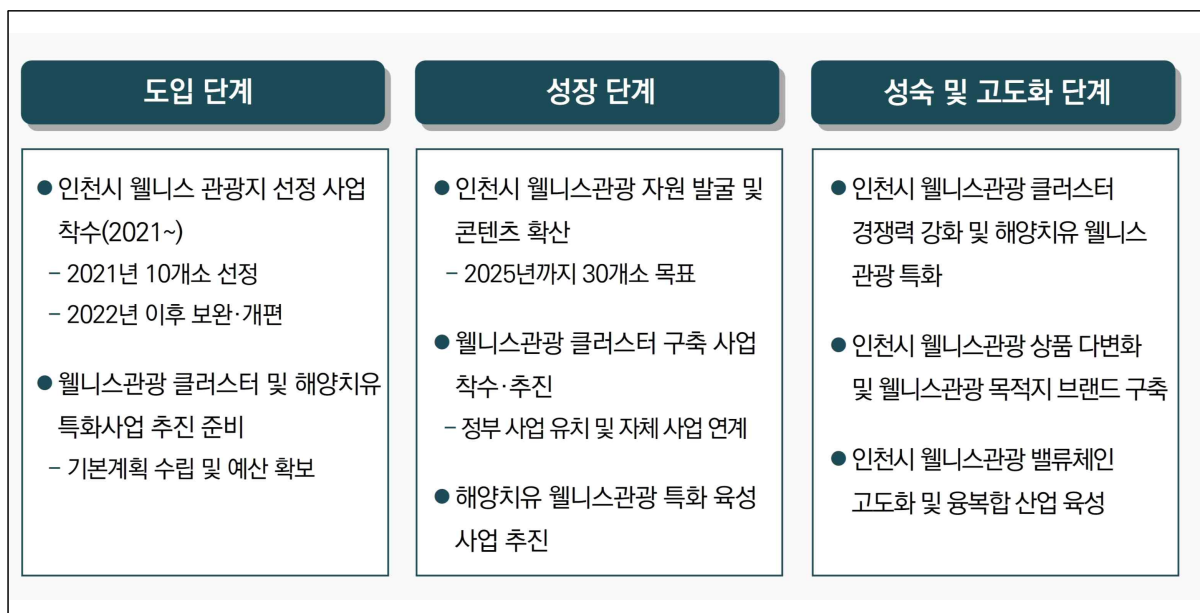 도입 단계
● 인천시 웰니스 관광지 선정 사업
착수(2021~)
– 2021년 10개소 선정
– 2022년 이후 보완·개편
● 웰니스관광 클러스터 및 해양치유
특화사업 추진 준비
– 기본계획 수립 및 예산 확보
성장 단계
● 인천시 웰니스관광 자원 발굴 및
콘텐츠 확산
– 2025년까지 30개소 목표
● 웰니스관광 클러스터 구축 사업
착수·추진
– 정부 사업 유치 및 자체 사업 연계
● 해양치유 웰니스관광 특화 육성
사업 추진
성숙 및 고도화 단계
● 인천시 웰니스관광 클러스터
경쟁력 강화 및 해양치유 웰니스
관광 특화
● 인천시 웰니스관광 상품 다변화
및 웰니스관광 목적지 브랜드 구축
● 인천시 웰니스관광 밸류체인
고도화 및 융복합 산업 육성